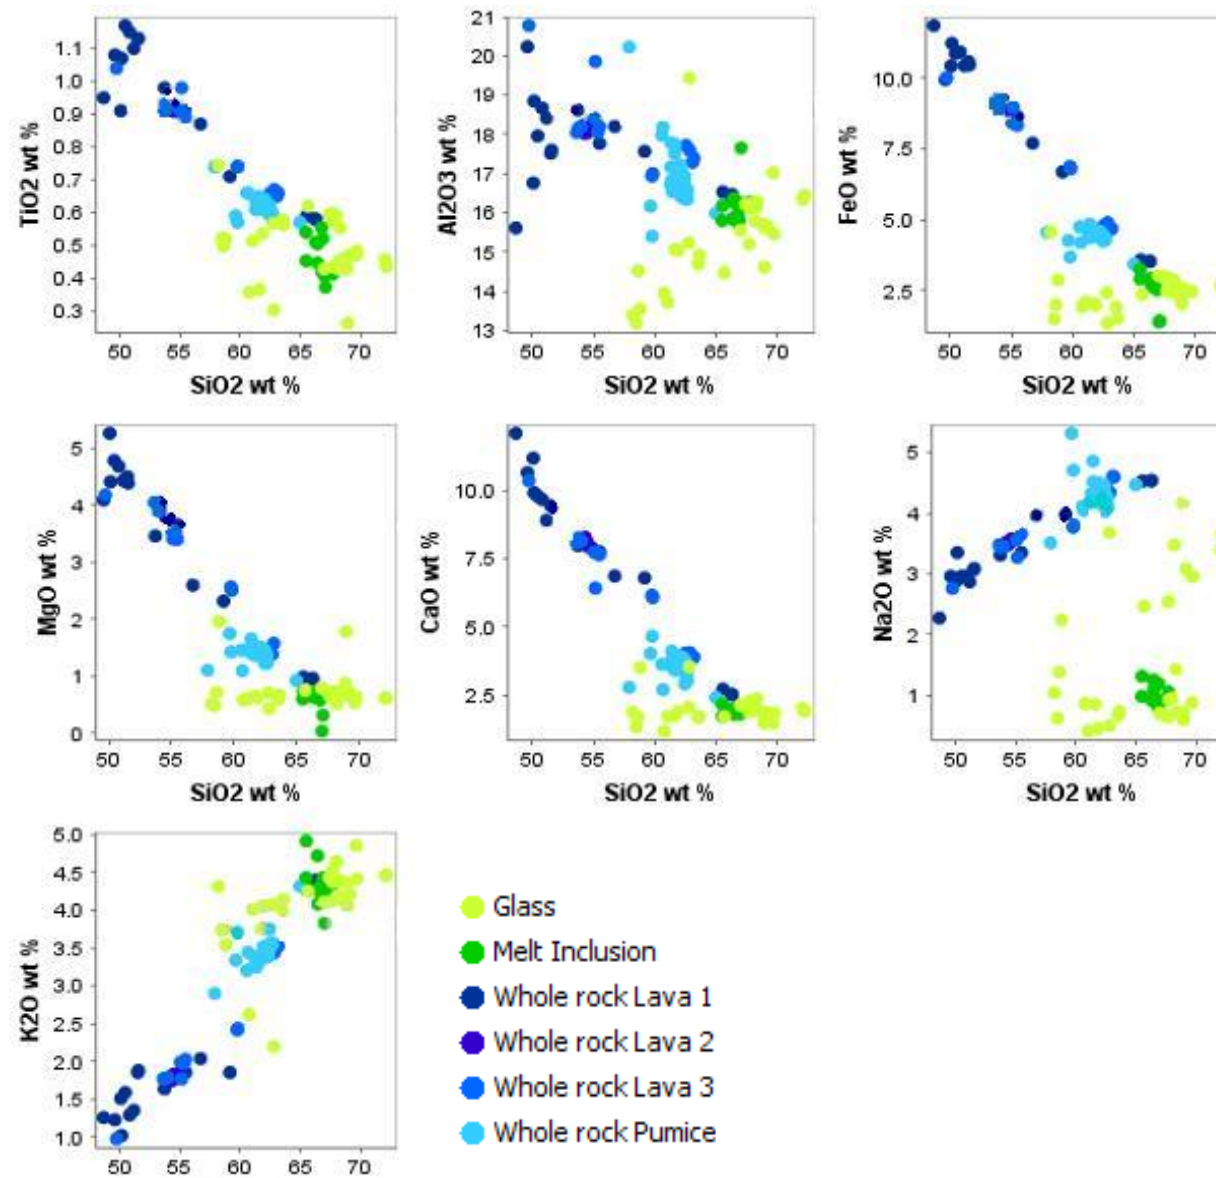 TiO2 wt %
1.1
1.0
0.9
0.8
0.7
0.6
0.5
0.4
0.3
50 55 60 65 70
SiO2 wt %
Al2O3 wt %
21
20
19
18
17
16
15
14
13
50 55 60 65 70
SiO2 wt %
FeO wt %
10.0
7.5
5.0
2.5
50 55 60 65 70
SiO2 wt %
MgO wt %
5
4
3
2
1
0
50 55 60 65 70
SiO2 wt %
CaO wt %
10.0
7.5
5.0
2.5
50 55 60 65 70
SiO2 wt %
Na2O wt %
5
4
3
2
1
50 55 60 65 70
SiO2 wt %
K2O wt %
5.0
4.5
4.0
3.5
3.0
2.5
2.0
1.5
1.0
50 55 60 65 70
Glass
Melt Inclusion
Whole rock Lava 1
Whole rock Lava 2
Whole rock Lava 3
Whole rock Pumice